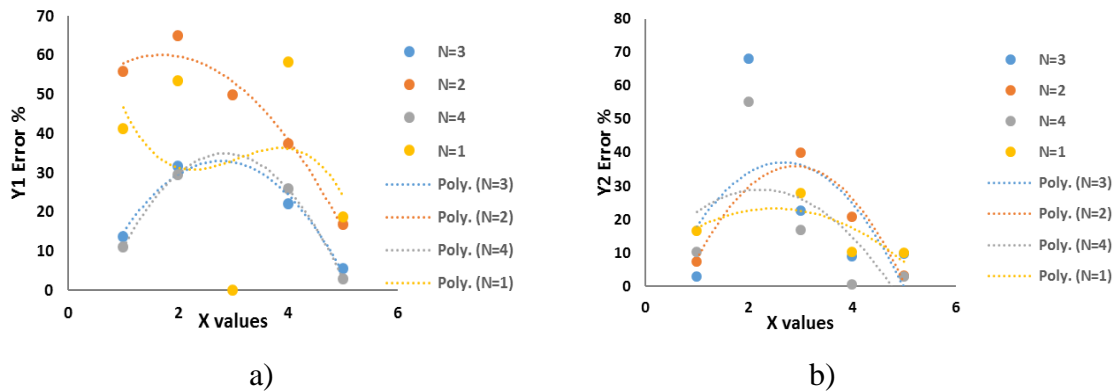 Y1 Error %
70
60
50
40
30
20
10
0
0 2 4 6
X values
N=3
N=2
N=4
N=1
Poly. (N=3)
Poly. (N=2)
Poly. (N=4)
Poly. (N=1)
a)
Y2 Error %
80
70
60
50
40
30
20
10
0
0 2 4 6
X values
N=3
N=2
N=4
N=1
Poly. (N=3)
Poly. (N=2)
Poly. (N=4)
Poly. (N=1)
b)